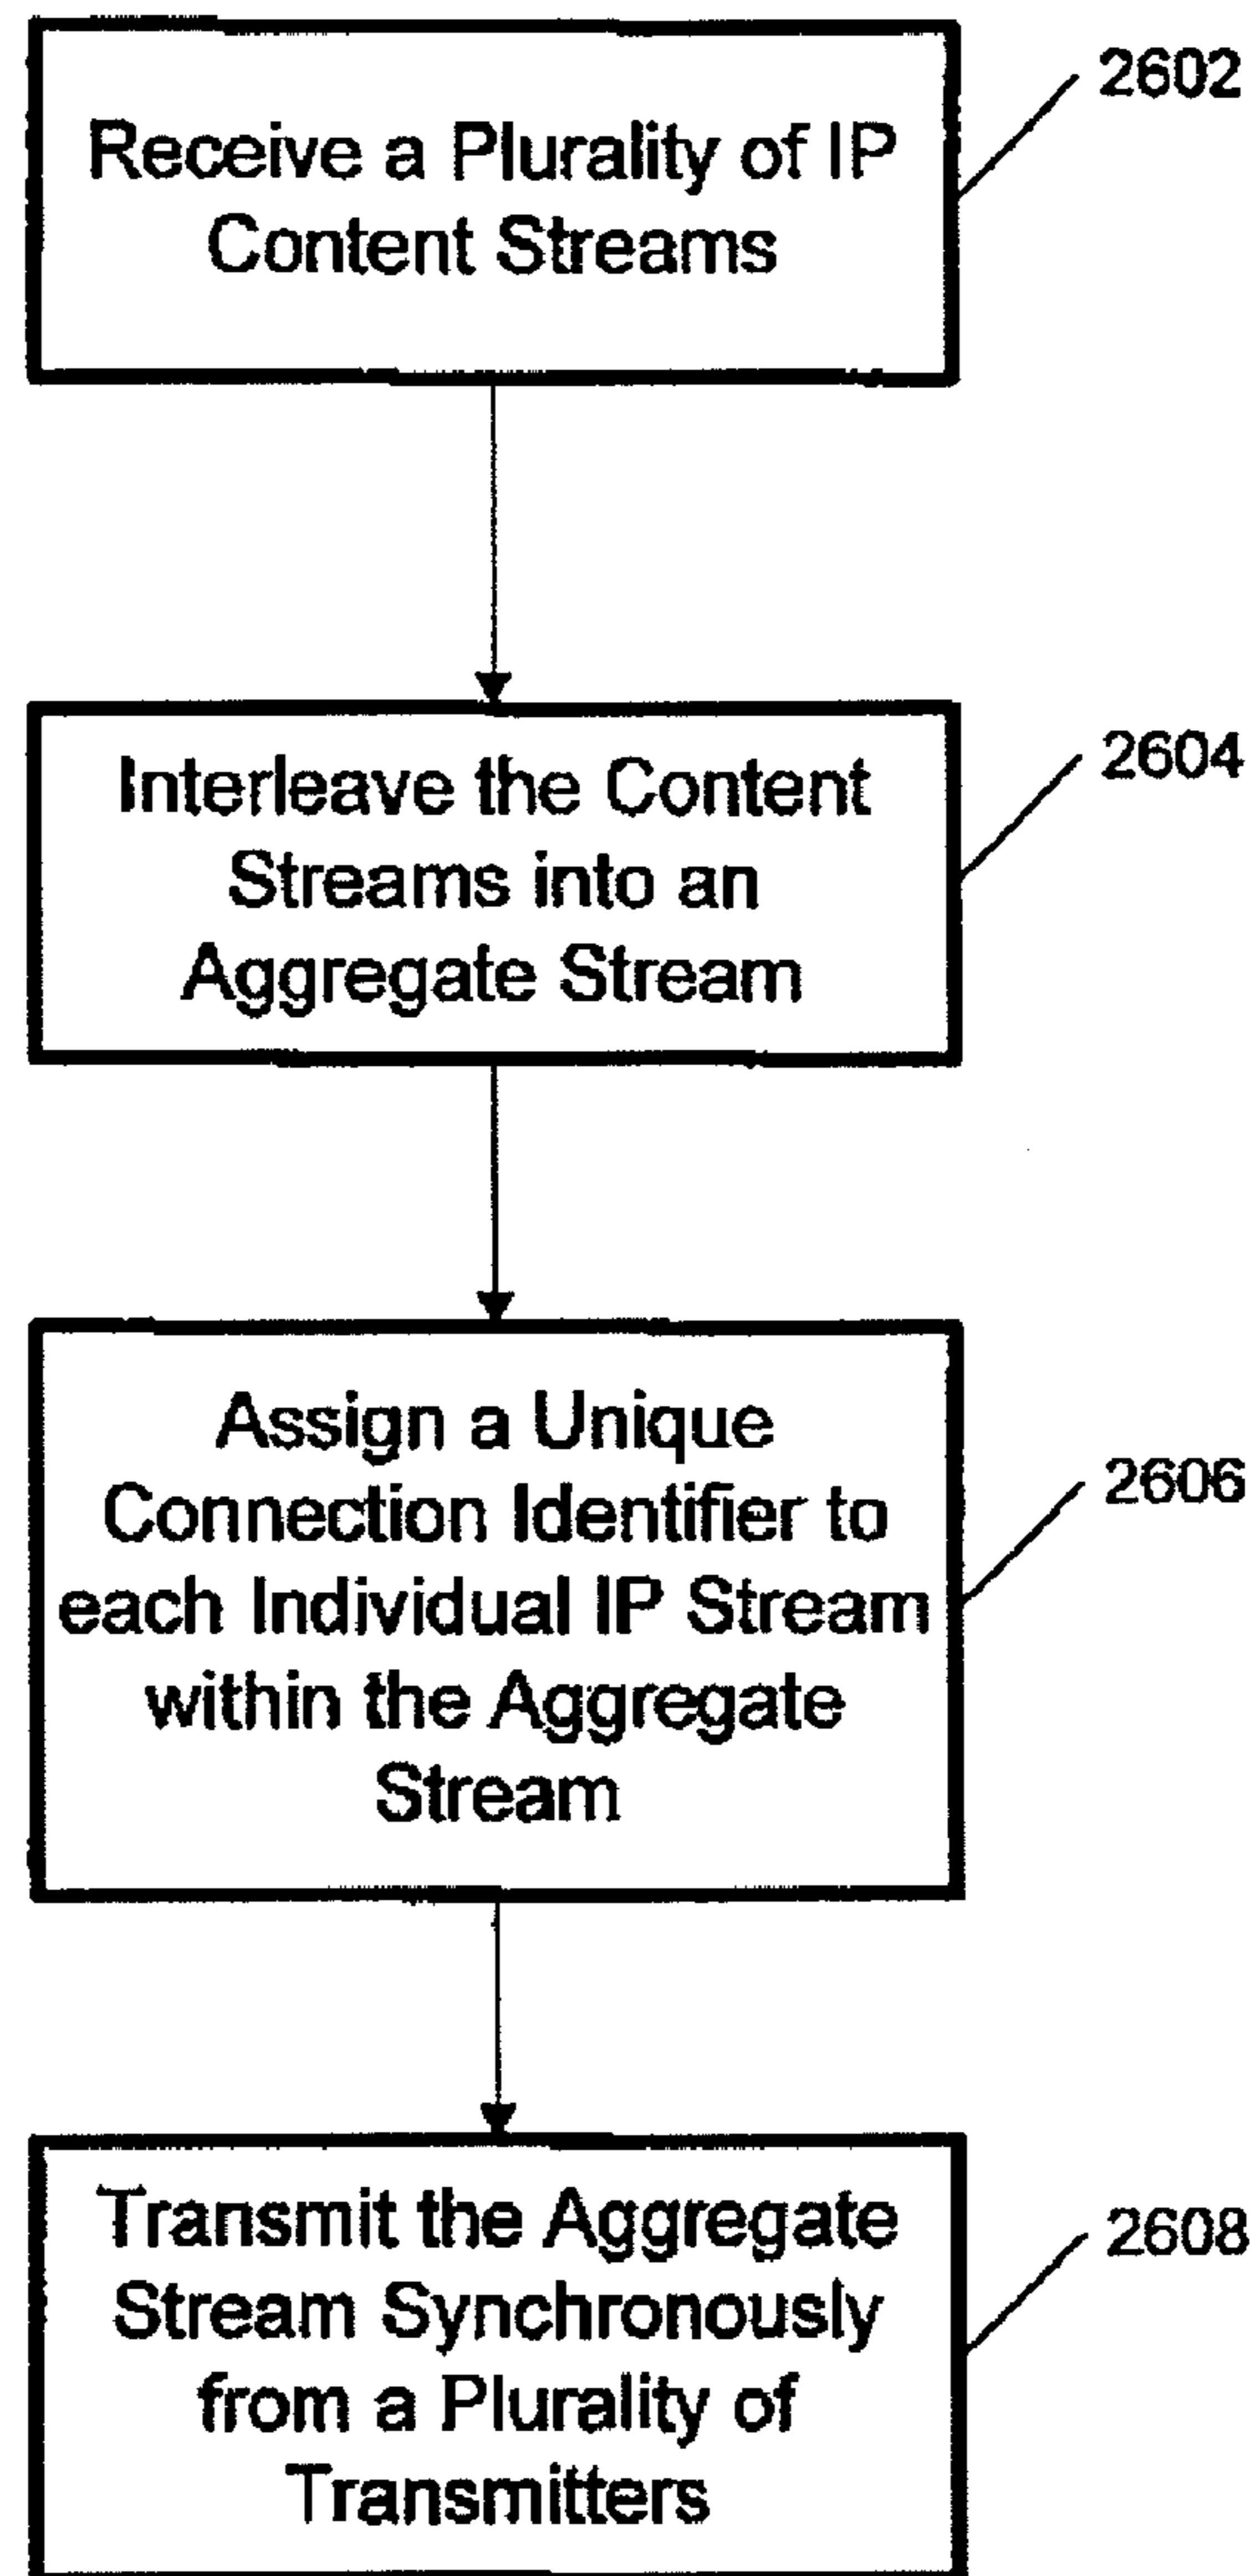 Receive a Plurality of IP
Content Streams
2602
Interleave the Content
Streams into an
Aggregate Stream
2604
Assign a Unique
Connection Identifier to
each Individual IP Stream
within the Aggregate
Stream
2606
Transmit the Aggregate
Stream Synchronously
from a Plurality of
Transmitters
2608